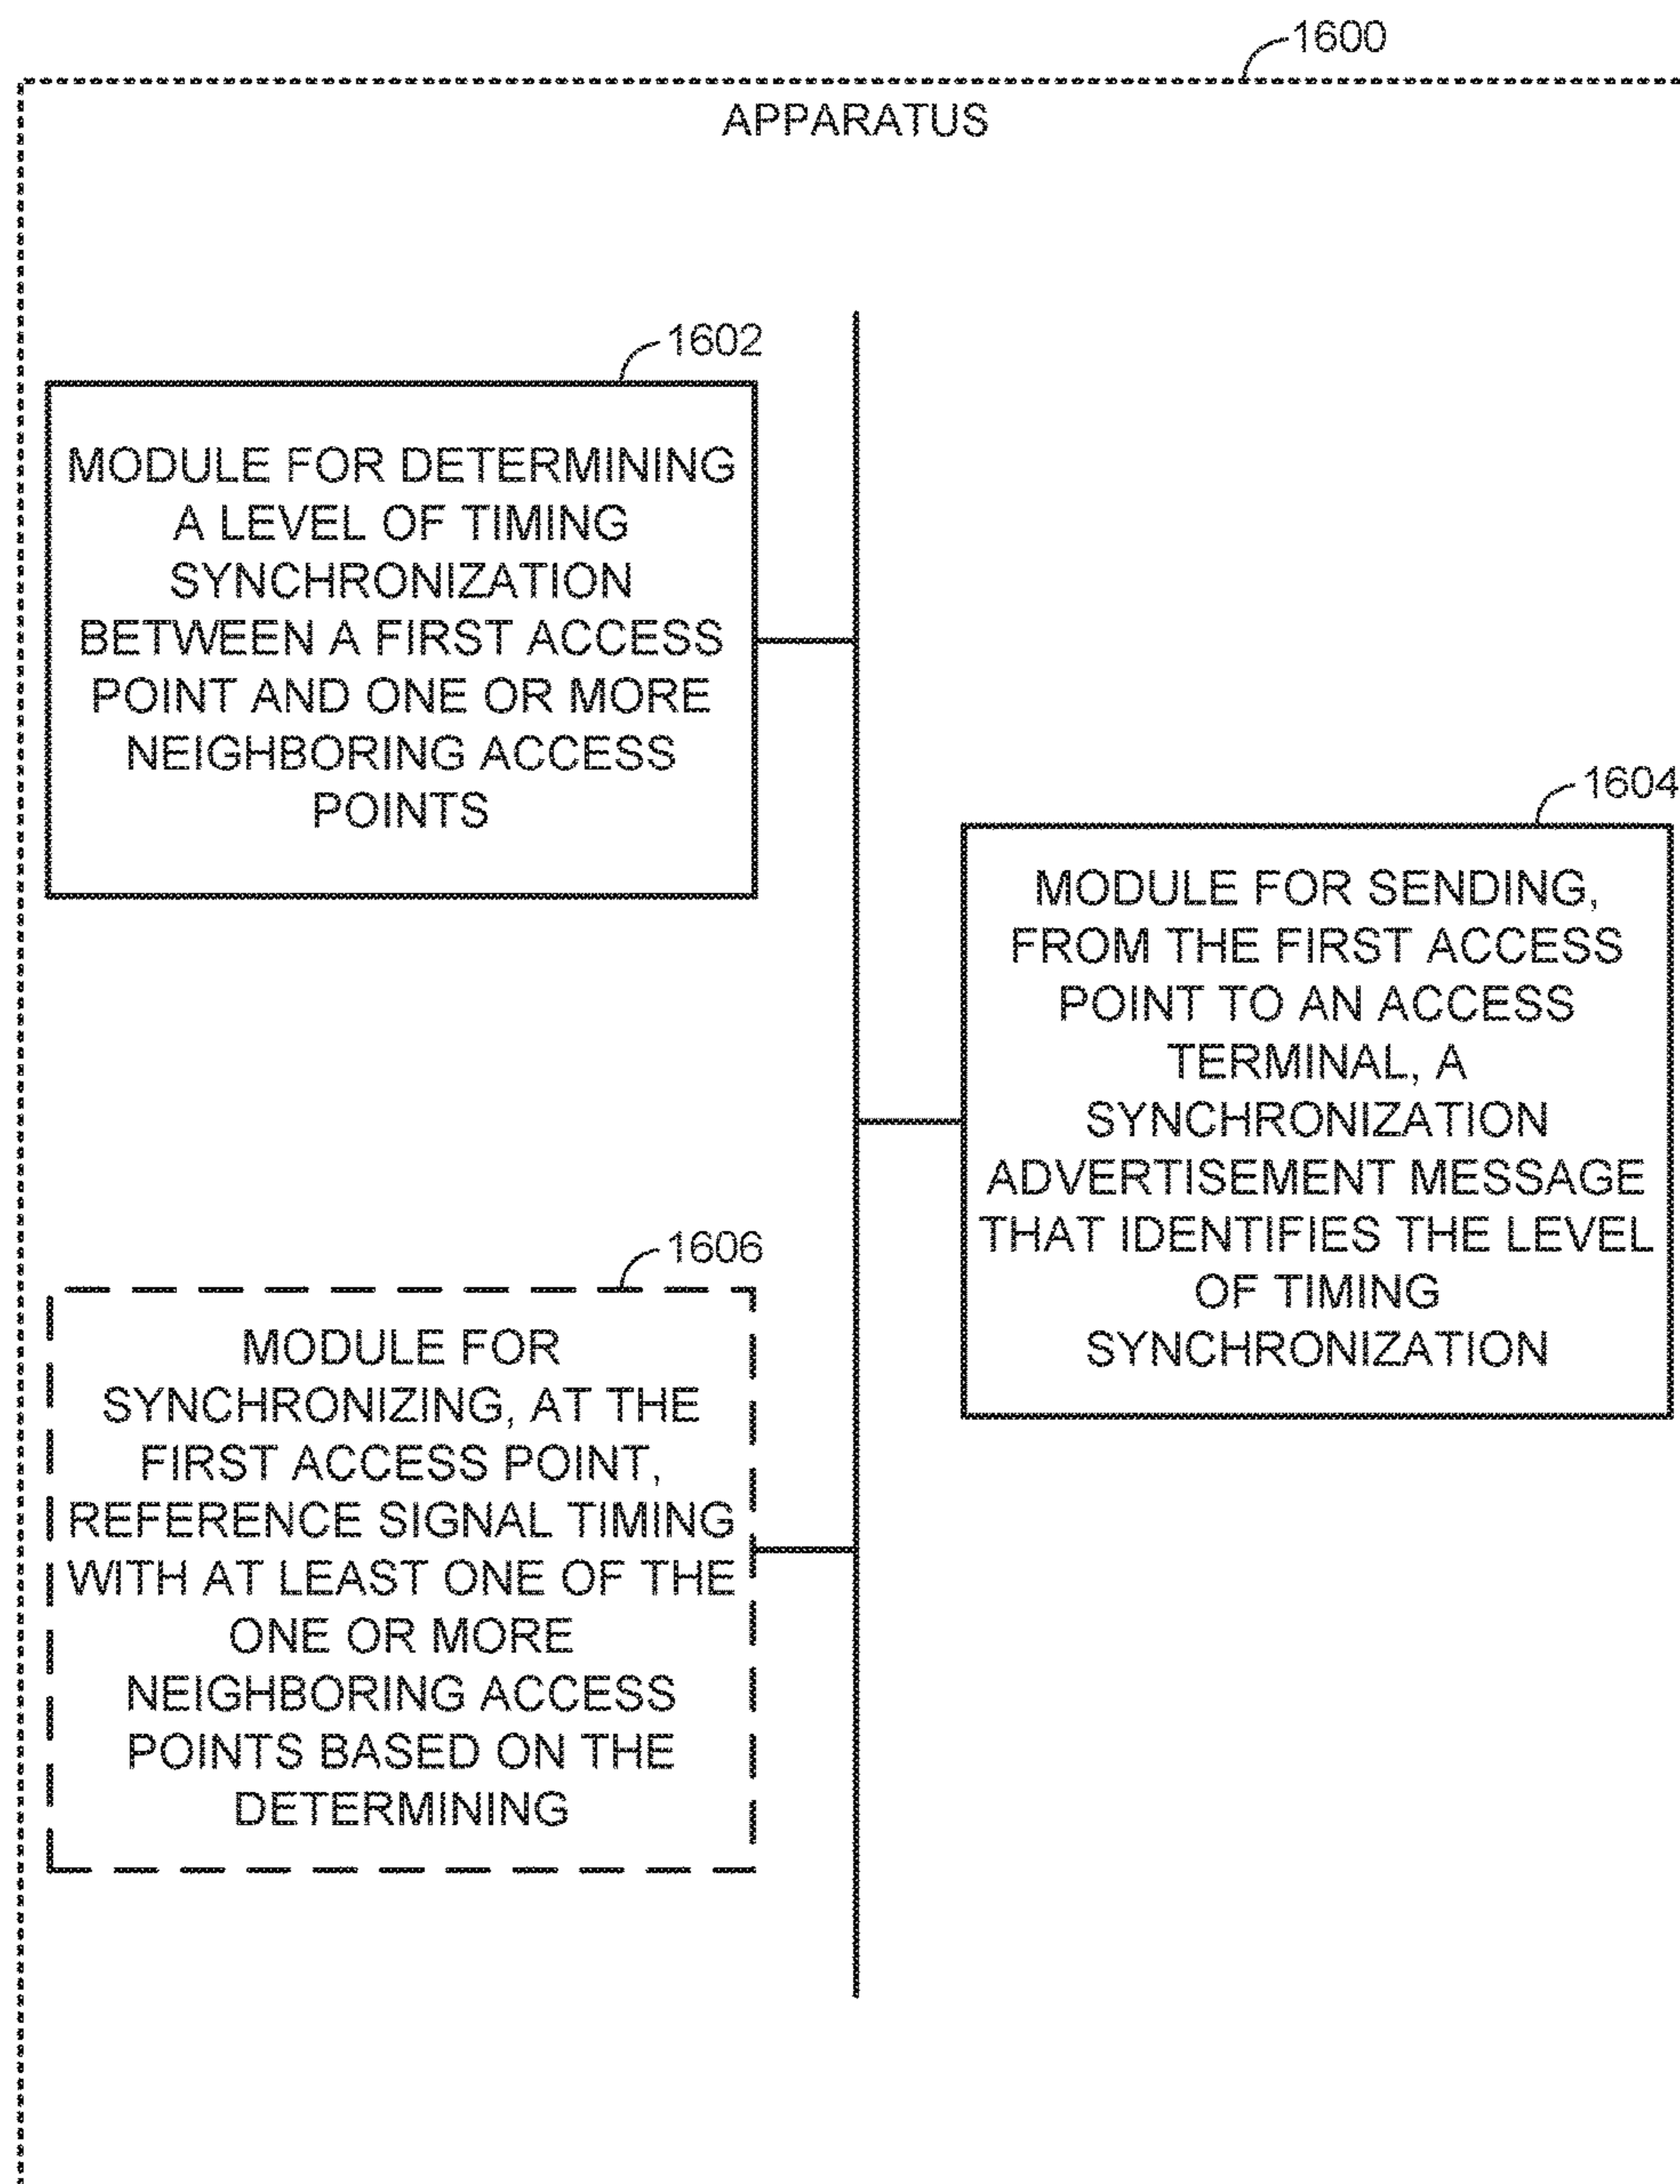 1600
APPARATUS
1602
MODULE FOR DETERMINING
A LEVEL OF TIMING
SYNCHRONIZATION
BETWEEN A FIRST ACCESS
POINT AND ONE OR MORE
NEIGHBORING ACCESS
POINTS
1604
MODULE FOR SENDING,
FROM THE FIRST ACCESS
POINT TO AN ACCESS
TERMINAL, A
SYNCHRONIZATION
ADVERTISEMENT MESSAGE
THAT IDENTIFIES THE LEVEL
OF TIMING
SYNCHRONIZATION
1606
MODULE FOR
SYNCHRONIZING, AT THE
FIRST ACCESS POINT,
REFERENCE SIGNAL TIMING
WITH AT LEAST ONE OF THE
ONE OR MORE
NEIGHBORING ACCESS
POINTS BASED ON THE
DETERMINING